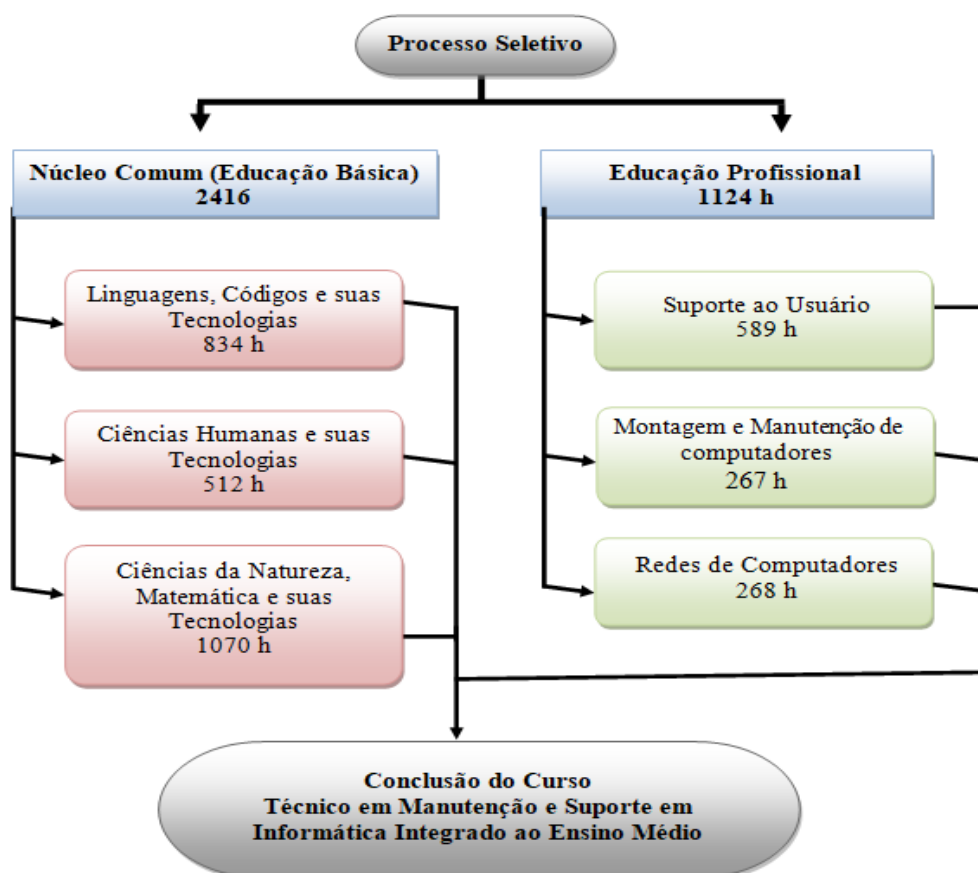 Processo Seletivo
Núcleo Comum (Educação Básica)
2416
Educação Profissional
1124 h
Linguagens, Códigos e suas
Tecnologias
834 h
Ciências Humanas e suas
Tecnologias
512 h
Ciências da Natureza,
Matemática e suas
Tecnologias
1070 h
Suporte ao Usuário
589 h
Montagem e Manutenção de
computadores
267 h
Redes de Computadores
268 h
Conclusão do Curso
Técnico em Manutenção e Suporte em
Informática Integrado ao Ensino Médio